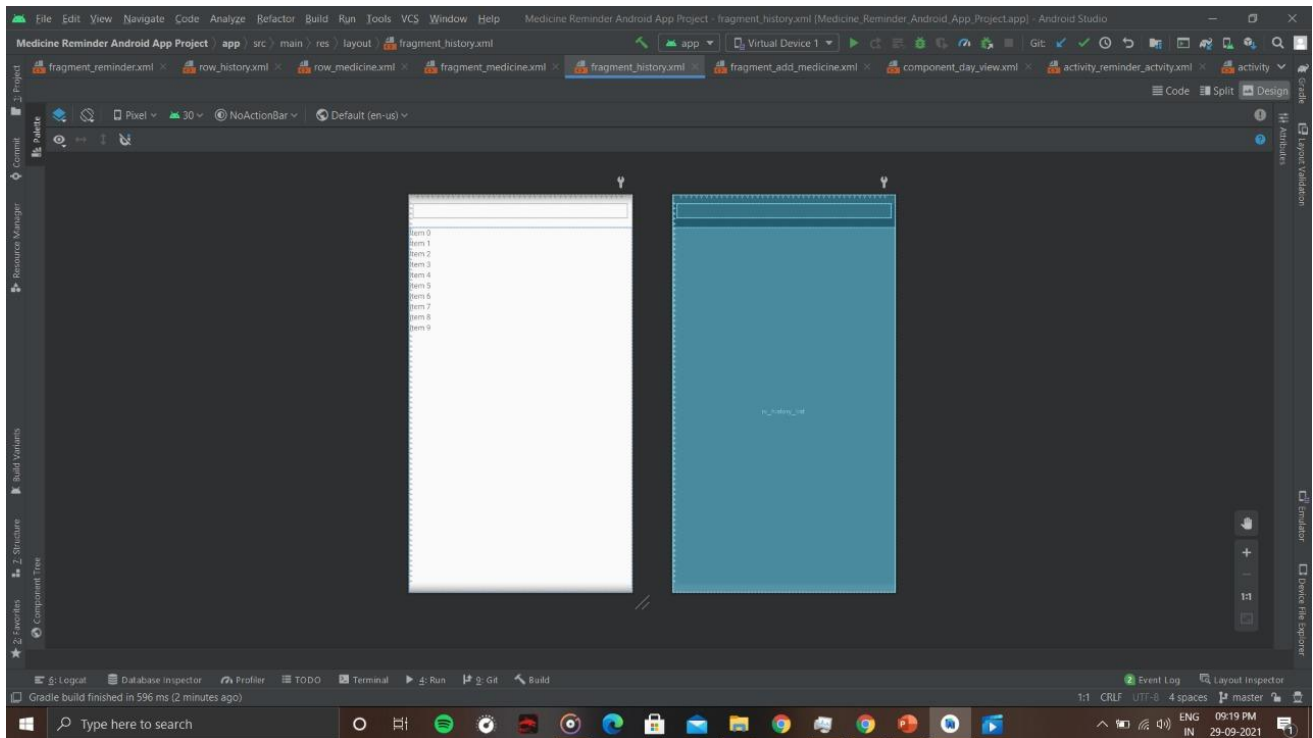 File Edit View Navigate Code Analyze Refactor Build Run Tools VCS Window Help Medicine Reminder Android App Project - fragment_history.xml [Medicine_Reminder_Android_App_Project.app] - Android Studio
Medicine Reminder Android App Project app src main res layout fragment_history.xml app Virtual Device 1 Git:
fragment_reminder.xml row_history.xml row_medicine.xml fragment_medicine.xml fragment_history.xml fragment_add_medicine.xml component_day_view.xml activity_reminder_actvity.xml activity
Code Split Design
Pixel 30 NoActionBar Default (en-us)
1: Project
Commit
Resource Manager
Build Variants
Z: Structure
2: Favorites
Palette
Component Tree
Item 0
Item 1
Item 2
Item 3
Item 4
Item 5
Item 6
Item 7
Item 8
Item 9
rv_history_list
1:1
Attributes
Gradle
Layout Validation
Emulator
Device File Explorer
6: Logcat Database Inspector Profiler TODO Terminal 4: Run 9: Git Build 2 Event Log Layout Inspector
Gradle build finished in 596 ms (2 minutes ago) 1:1 CRLF UTF-8 4 spaces master
Type here to search ENG 09:19 PM
IN 29-09-2021 1